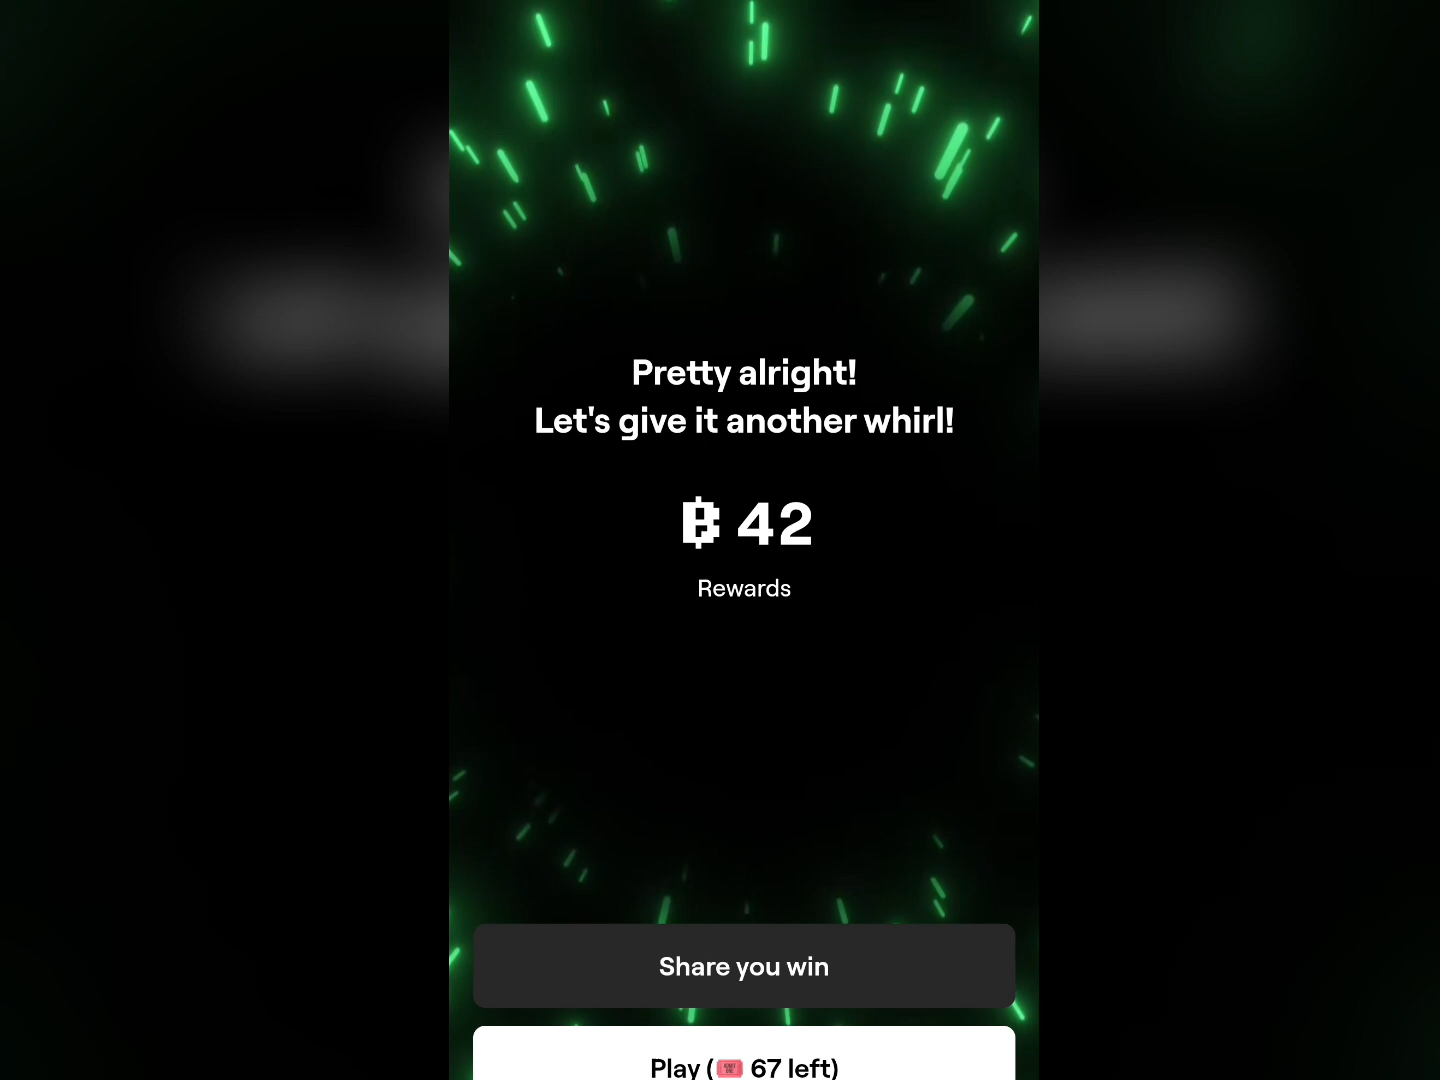 Pretty alright!
Let's give it another whirl!
₿ 42
Rewards
Share you win
Play (🎟️ 67 left)